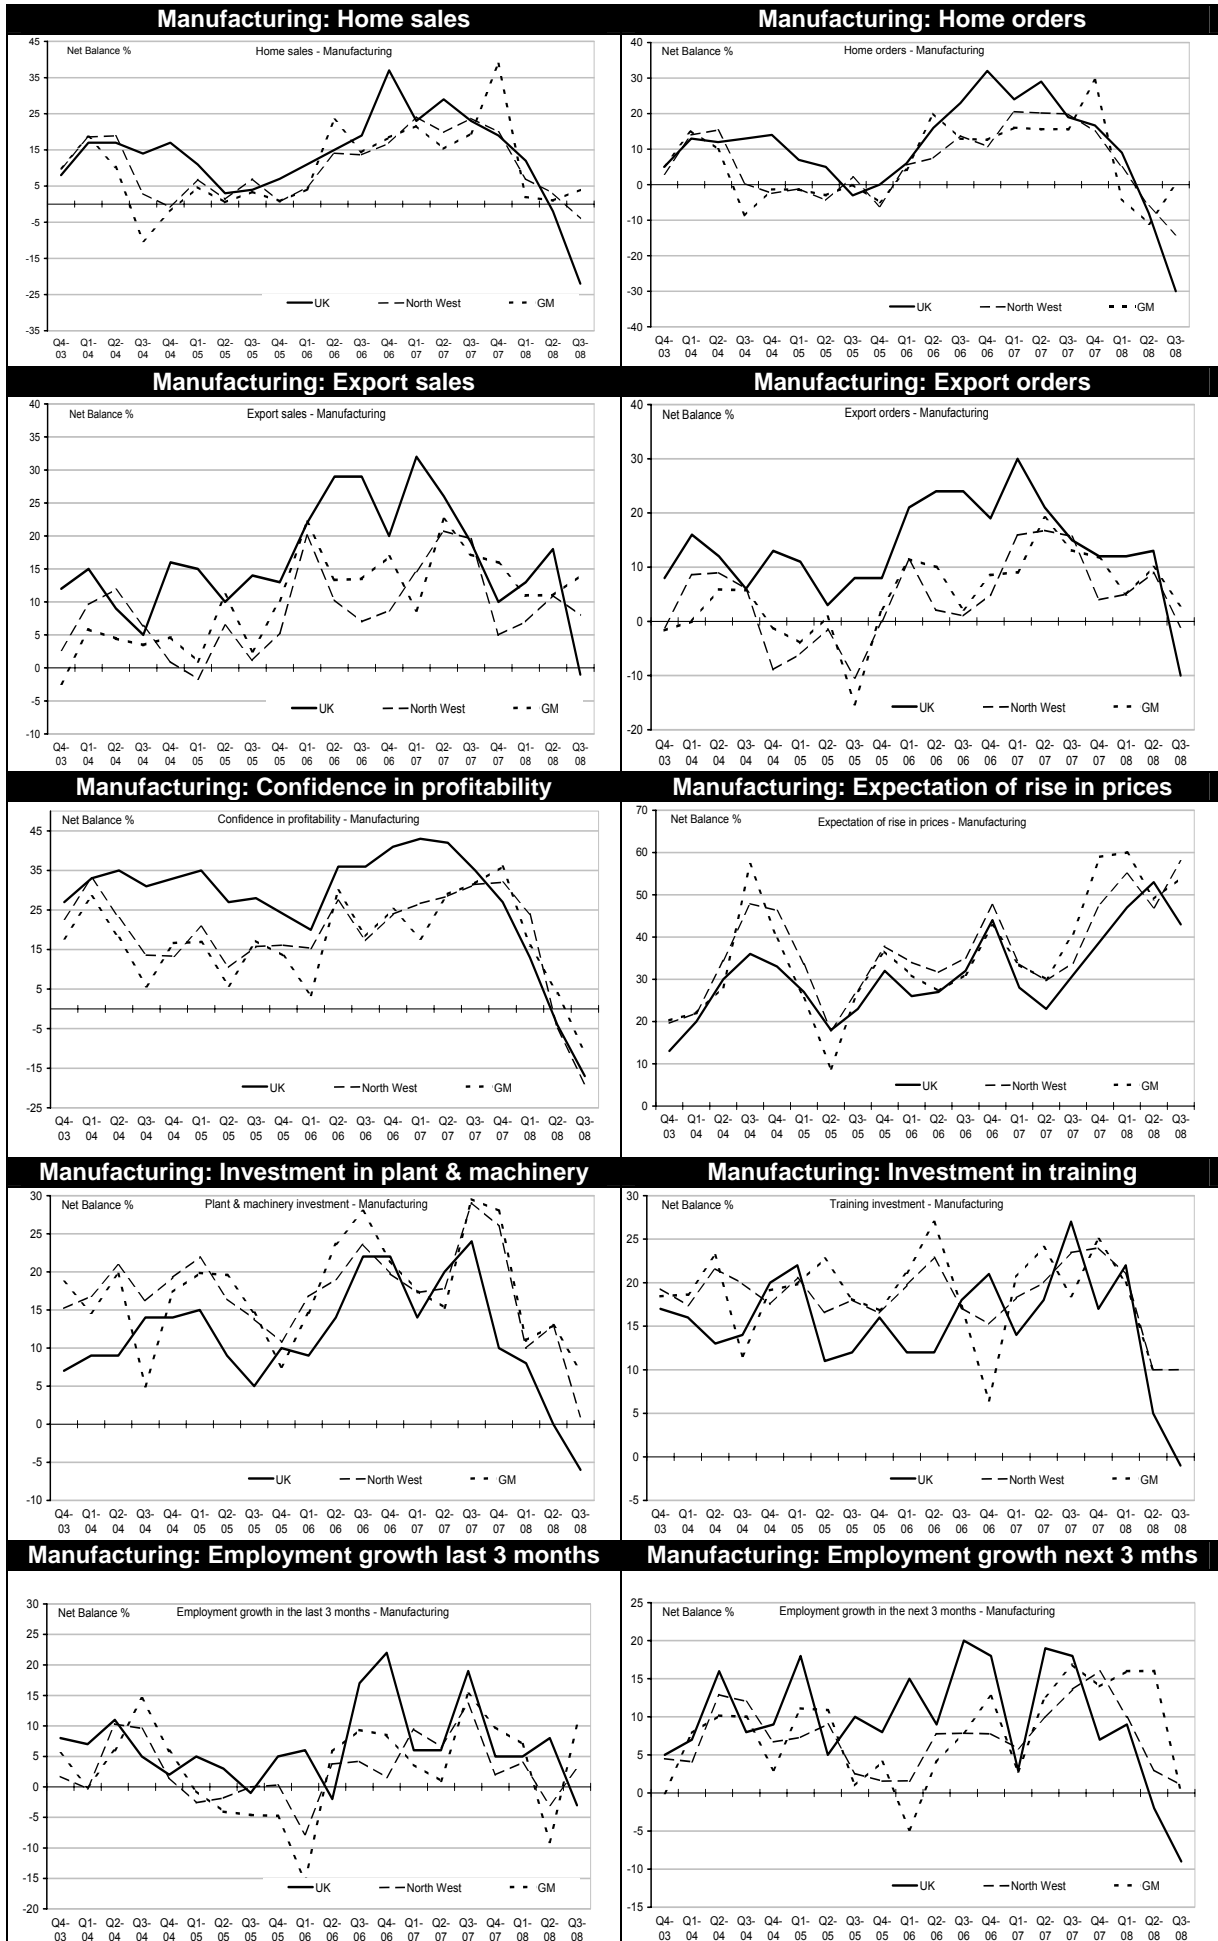 Manufacturing: Home sales
Net Balance %
Home sales - Manufacturing
45
35
25
15
5
-5
-15
-25
-35
UK
North West
GM
Q4- Q1- Q2- Q3- Q4- Q1- Q2- Q3- Q4- Q1- Q2- Q3- Q4- Q1- Q2- Q3- Q4- Q1- Q2- Q3-
03 04 04 04 04 05 05 05 05 06 06 06 06 07 07 07 07 08 08 08
Manufacturing: Home orders
Net Balance %
Home orders - Manufacturing
40
30
20
10
0
-10
-20
-30
-40
UK
North West
GM
Q4- Q1- Q2- Q3- Q4- Q1- Q2- Q3- Q4- Q1- Q2- Q3- Q4- Q1- Q2- Q3- Q4- Q1- Q2- Q3-
03 04 04 04 04 05 05 05 05 06 06 06 06 07 07 07 07 08 08 08
Manufacturing: Export sales
Net Balance %
Export sales - Manufacturing
40
35
30
25
20
15
10
5
0
-5
-10
UK
North West
GM
Q4- Q1- Q2- Q3- Q4- Q1- Q2- Q3- Q4- Q1- Q2- Q3- Q4- Q1- Q2- Q3- Q4- Q1- Q2- Q3-
03 04 04 04 04 05 05 05 05 06 06 06 06 07 07 07 07 08 08 08
Manufacturing: Export orders
Net Balance %
Export orders - Manufacturing
40
30
20
10
0
-10
-20
UK
North West
GM
Q4- Q1- Q2- Q3- Q4- Q1- Q2- Q3- Q4- Q1- Q2- Q3- Q4- Q1- Q2- Q3- Q4- Q1- Q2- Q3-
03 04 04 04 04 05 05 05 05 06 06 06 06 07 07 07 07 08 08 08
Manufacturing: Confidence in profitability
Net Balance %
Confidence in profitability - Manufacturing
45
35
25
15
5
-5
-15
-25
UK
North West
GM
Q4- Q1- Q2- Q3- Q4- Q1- Q2- Q3- Q4- Q1- Q2- Q3- Q4- Q1- Q2- Q3- Q4- Q1- Q2- Q3-
03 04 04 04 04 05 05 05 05 06 06 06 06 07 07 07 07 08 08 08
Manufacturing: Expectation of rise in prices
Net Balance %
Expectation of rise in prices - Manufacturing
70
60
50
40
30
20
10
0
UK
North West
GM
Q4- Q1- Q2- Q3- Q4- Q1- Q2- Q3- Q4- Q1- Q2- Q3- Q4- Q1- Q2- Q3- Q4- Q1- Q2- Q3-
03 04 04 04 04 05 05 05 05 06 06 06 06 07 07 07 07 08 08 08
Manufacturing: Investment in plant & machinery
Net Balance %
Plant & machinery investment - Manufacturing
30
25
20
15
10
5
0
-5
-10
UK
North West
GM
Q4- Q1- Q2- Q3- Q4- Q1- Q2- Q3- Q4- Q1- Q2- Q3- Q4- Q1- Q2- Q3- Q4- Q1- Q2- Q3-
03 04 04 04 04 05 05 05 05 06 06 06 06 07 07 07 07 08 08 08
Manufacturing: Investment in training
Net Balance %
Training investment - Manufacturing
30
25
20
15
10
5
0
-5
UK
North West
GM
Q4- Q1- Q2- Q3- Q4- Q1- Q2- Q3- Q4- Q1- Q2- Q3- Q4- Q1- Q2- Q3- Q4- Q1- Q2- Q3-
03 04 04 04 04 05 05 05 05 06 06 06 06 07 07 07 07 08 08 08
Manufacturing: Employment growth last 3 months
Net Balance %
Employment growth in the last 3 months - Manufacturing
30
25
20
15
10
5
0
-5
-10
-15
-20
UK
North West
GM
Q4- Q1- Q2- Q3- Q4- Q1- Q2- Q3- Q4- Q1- Q2- Q3- Q4- Q1- Q2- Q3- Q4- Q1- Q2- Q3-
03 04 04 04 04 05 05 05 05 06 06 06 06 07 07 07 07 08 08 08
Manufacturing: Employment growth next 3 mths
Net Balance %
Employment growth in the next 3 months - Manufacturing
25
20
15
10
5
0
-5
-10
-15
UK
North West
GM
Q4- Q1- Q2- Q3- Q4- Q1- Q2- Q3- Q4- Q1- Q2- Q3- Q4- Q1- Q2- Q3- Q4- Q1- Q2- Q3-
03 04 04 04 04 05 05 05 05 06 06 06 06 07 07 07 07 08 08 08